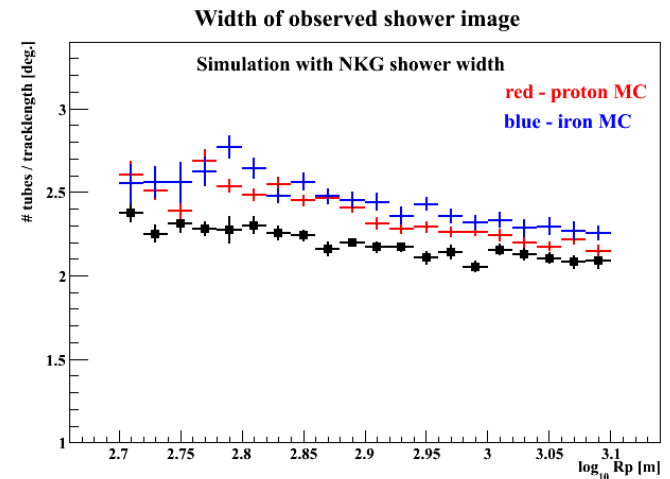 Width of observed shower image
Simulation with NKG shower width
red - proton MC
blue - iron MC
# tubes / tracklength [deg.]
3
2.5
2
1.5
1
2.7 2.75 2.8 2.85 2.9 2.95 3 3.05 3.1
log10 Rp [m]